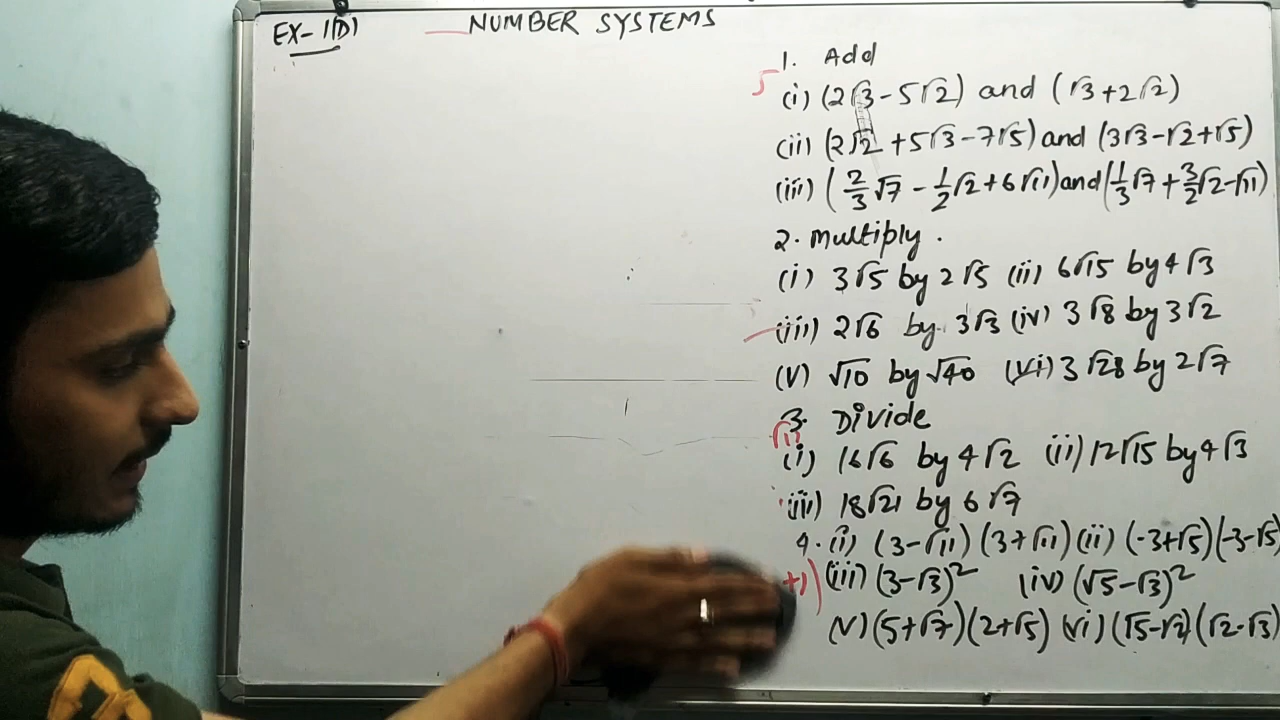 EX-1(D)
NUMBER SYSTEMS
1. Add
(i) (2√3-5√2) and (√3+2√2)
(ii) (2√2+5√3-7√5) and (3√3-√2+√5)
(iii) (2/3√7-1/2√2+6√11) and (1/3√7+3/2√2-√11)
2. Multiply.
(i) 3√5 by 2√5 (ii) 6√15 by 4√3
(iii) 2√6 by 3√3 (iv) 3√8 by 3√2
(v) √10 by √40 (vi) 3√28 by 2√7
3. Divide
(i) 16√6 by 4√2 (ii) 12√15 by 4√3
(iii) 18√21 by 6√7
4. (i) (3-√11)(3+√11) (ii) (-3+√5)(-3-√5)
(iii) (3-√3)² (iv) (√5-√3)²
(v) (5+√7)(2+√5) (vi) (√5-√2)(√2-√3)